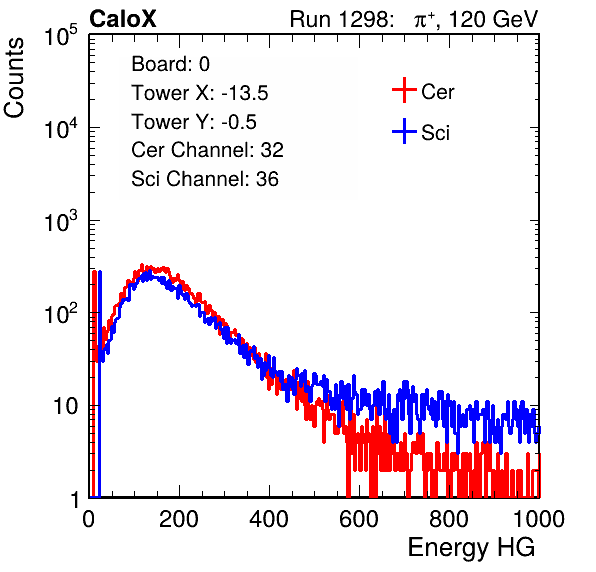 CaloX Run 1298: π⁺, 120 GeV
Board: 0
Tower X: -13.5
Tower Y: -0.5
Cer Channel: 32
Sci Channel: 36
Cer
Sci
Counts
10⁵
10⁴
10³
10²
10
1
0 200 400 600 800 1000
Energy HG